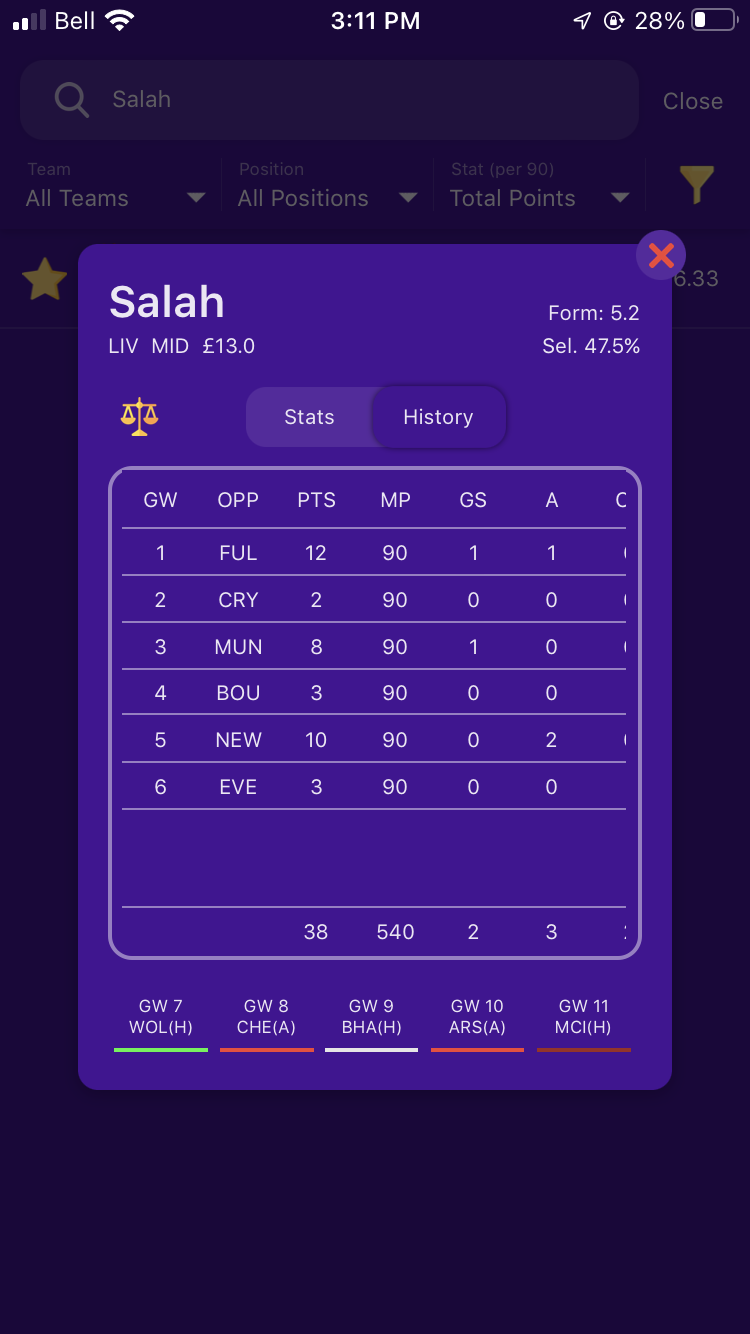 Bell 3:11 PM 28%
Salah Close
Team Position Stat (per 90)
All Teams All Positions Total Points
6.33
Salah
Form: 5.2
LIV MID £13.0 Sel. 47.5%
Stats History
GW OPP PTS MP GS A
1 FUL 12 90 1 1
2 CRY 2 90 0 0
3 MUN 8 90 1 0
4 BOU 3 90 0 0
5 NEW 10 90 0 2
6 EVE 3 90 0 0
38 540 2 3
GW 7 GW 8 GW 9 GW 10 GW 11
WOL(H) CHE(A) BHA(H) ARS(A) MCI(H)